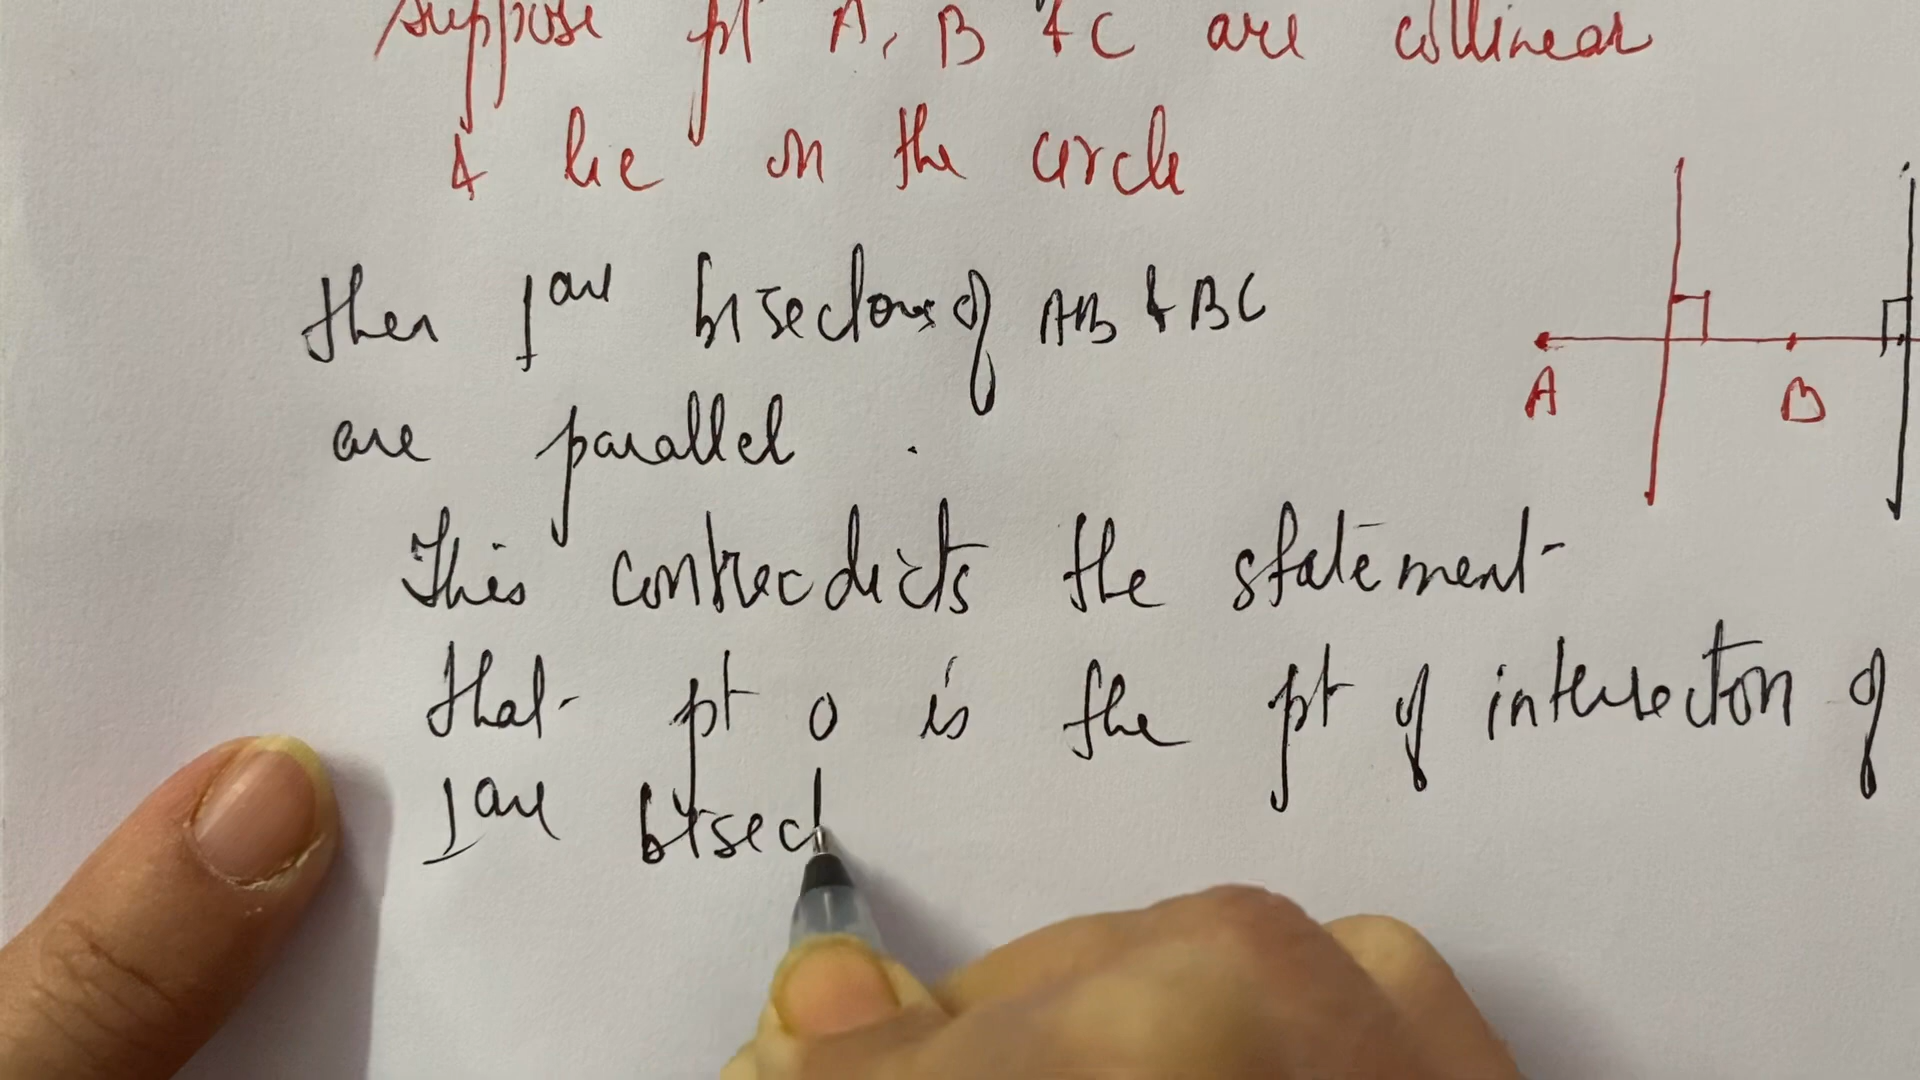 suppose pt A, B & C are collinear
& lie on the circle
then ⊥ar bisectors of AB & BC
are parallel .
A B
This contradicts the statement
that pt O is the pt of intersection of
⊥ar bisect